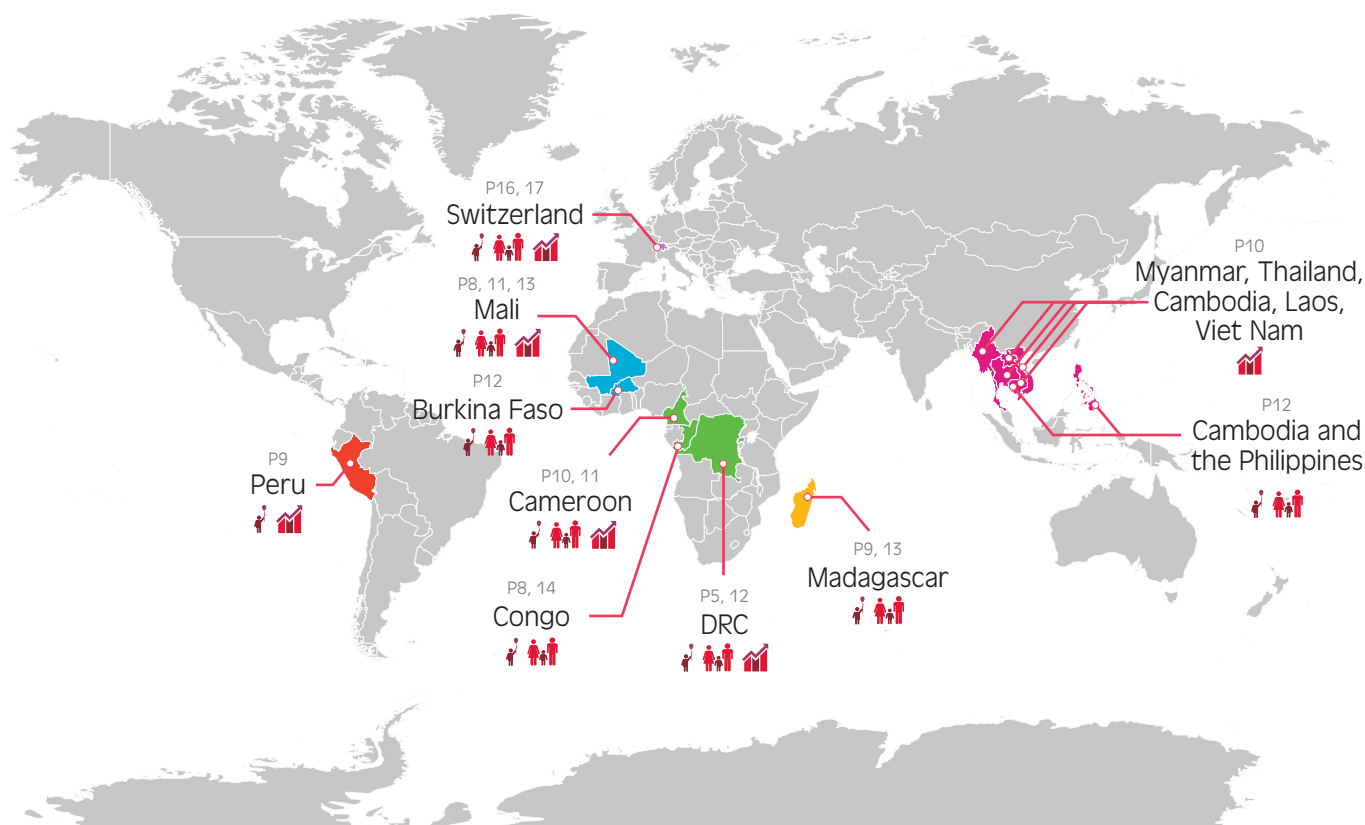 P16, 17
Switzerland
P8, 11, 13
Mali
P12
Burkina Faso
P9
Peru
P10, 11
Cameroon
P8, 14
Congo
P5, 12
DRC
P9, 13
Madagascar
P10
Myanmar, Thailand,
Cambodia, Laos,
Viet Nam
P12
Cambodia and
the Philippines